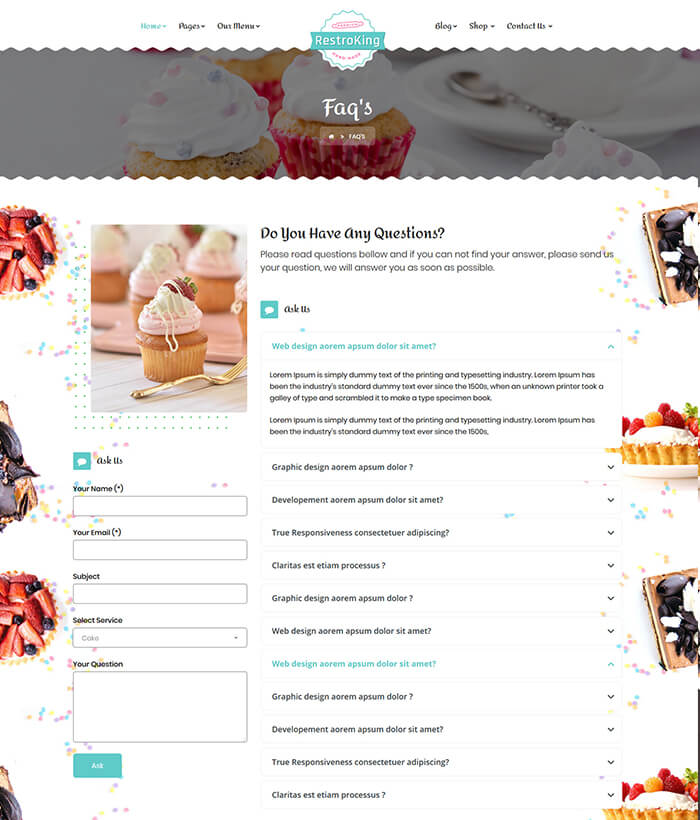 Home
Pages
Our Menu
RestroKing
Blog
Shop
Contact Us
Faq's
> FAQ'S
Do You Have Any Questions?
Please read questions bellow and if you can not find your answer, please send us
your question, we will answer you as soon as possible.
Ask Us
Web design aorem apsum dolor sit amet?
Lorem Ipsum is simply dummy text of the printing and typesetting industry. Lorem Ipsum has
been the industry's standard dummy text ever since the 1500s, when an unknown printer took a
galley of type and scrambled it to make a type specimen book.
Lorem Ipsum is simply dummy text of the printing and typesetting industry. Lorem Ipsum has
been the industry's standard dummy text ever since the 1500s,
Graphic design aorem apsum dolor ?
Developement aorem apsum dolor sit amet?
True Responsiveness consectetuer adipiscing?
Claritas est etiam processus ?
Graphic design aorem apsum dolor ?
Web design aorem apsum dolor sit amet?
Web design aorem apsum dolor sit amet?
Graphic design aorem apsum dolor ?
Developement aorem apsum dolor sit amet?
True Responsiveness consectetuer adipiscing?
Claritas est etiam processus ?
Ask Us
Your Name (*)
Your Email (*)
Subject
Select Service
Cake
Your Question
Ask